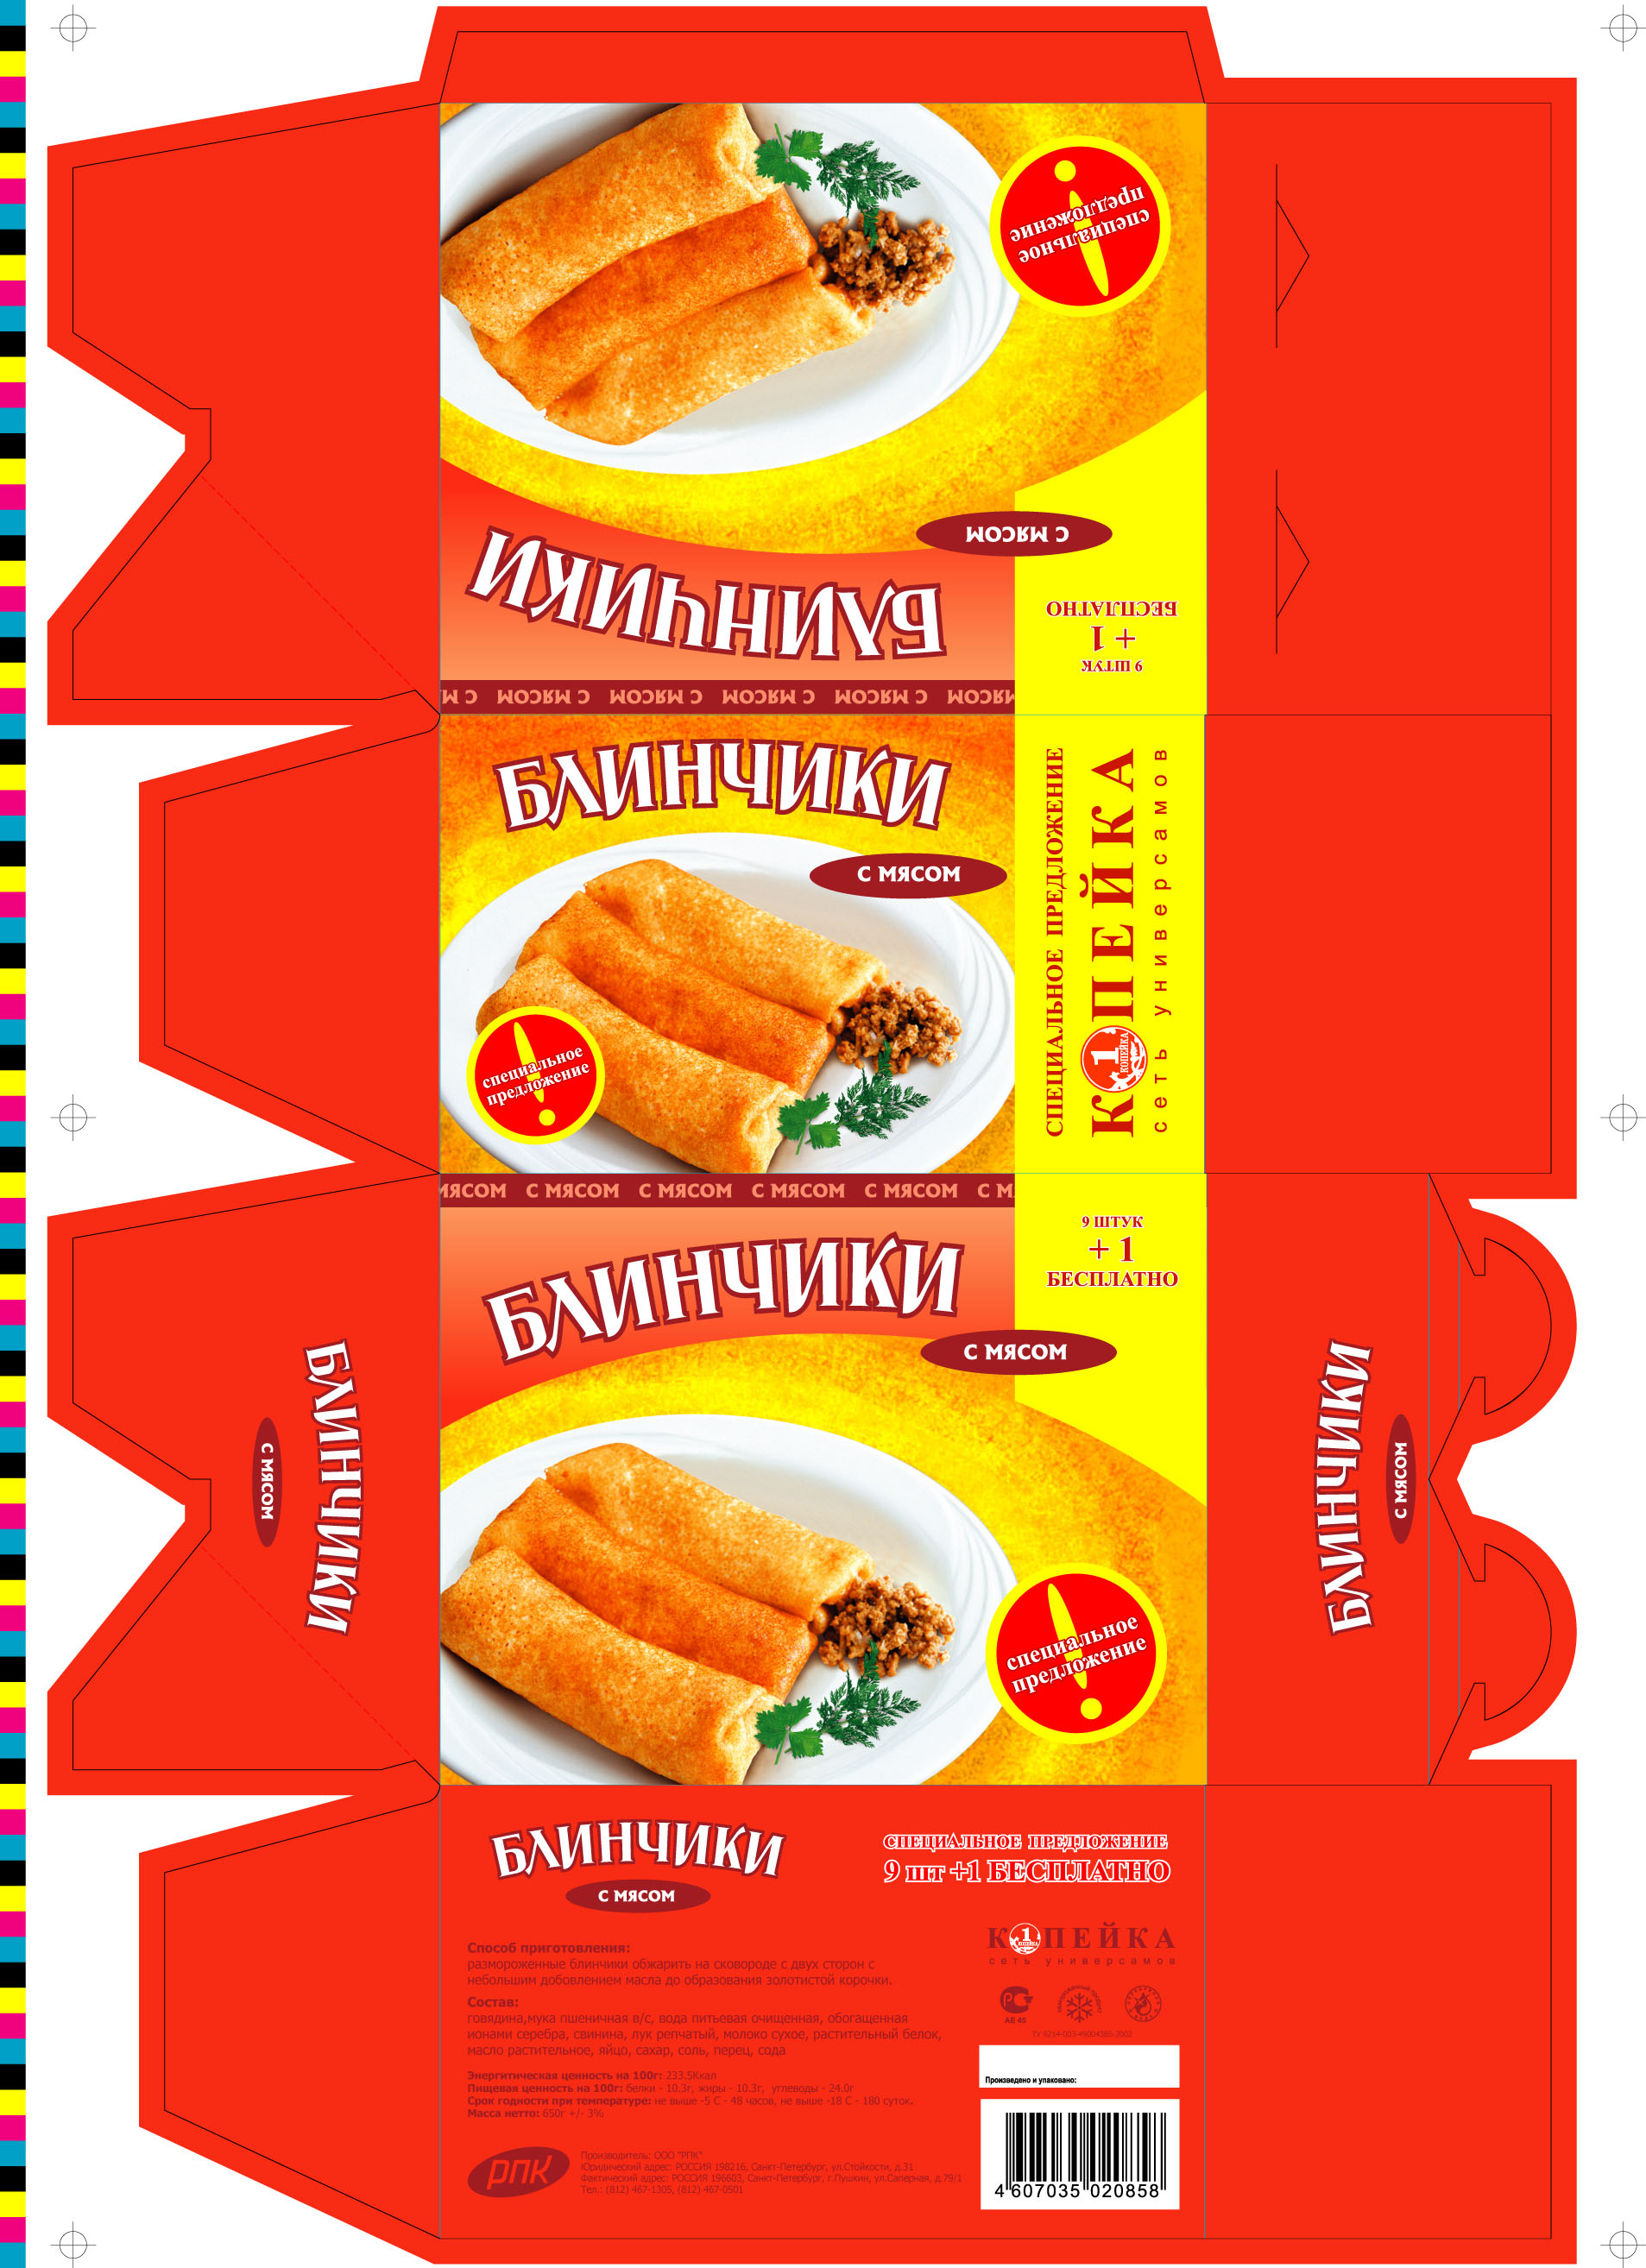 специальное
предложение
С МЯСОМ
9 ШТУК
+ 1
БЕСПЛАТНО
БЛИНЧИКИ
С МЯСОМ С МЯСОМ С МЯСОМ С МЯСОМ
БЛИНЧИКИ
С МЯСОМ
специальное
предложение
СПЕЦИАЛЬНОЕ ПРЕДЛОЖЕНИЕ
КОПЕЙКА
1 КОПЕЙКА
сеть универсамов
МЯСОМ С МЯСОМ С МЯСОМ С МЯСОМ С МЯСОМ С М
9 ШТУК
+ 1
БЕСПЛАТНО
БЛИНЧИКИ
С МЯСОМ
специальное
предложение
БЛИНЧИКИ
С МЯСОМ
БЛИНЧИКИ
С МЯСОМ
БЛИНЧИКИ
С МЯСОМ
СПЕЦИАЛЬНОЕ ПРЕДЛОЖЕНИЕ
9 шт +1 БЕСПЛАТНО
КОПЕЙКА
сеть универсамов
Способ приготовления:
размороженные блинчики обжарить на сковороде с двух сторон с
небольшим добавлением масла до образования золотистой корочки.
Состав:
говядина,мука пшеничная в/с, вода питьевая очищенная, обогащенная
ионами серебра, свинина, лук репчатый, молоко сухое, растительный белок,
масло растительное, яйцо, сахар, соль, перец, сода
Энергитическая ценность на 100г: 233.5Ккал
Пищевая ценность на 100г: белки - 10.3г, жиры - 10.3г, углеводы - 24.0г
Срок годности при температуре: не выше -5 С - 48 часов, не выше -18 С - 180 суток.
Масса нетто: 650г +/- 3%
РПК
Производитель: ООО "РПК"
Юридический адрес: РОССИЯ 198216, Санкт-Петербург, ул.Стойкости, д.31
Фактический адрес: РОССИЯ 196603, Санкт-Петербург, г.Пушкин, ул.Саперная, д.79/1
Тел.: (812) 467-1305, (812) 467-0501
АЕ 40
Произведено и упаковано:
4 607035 020858